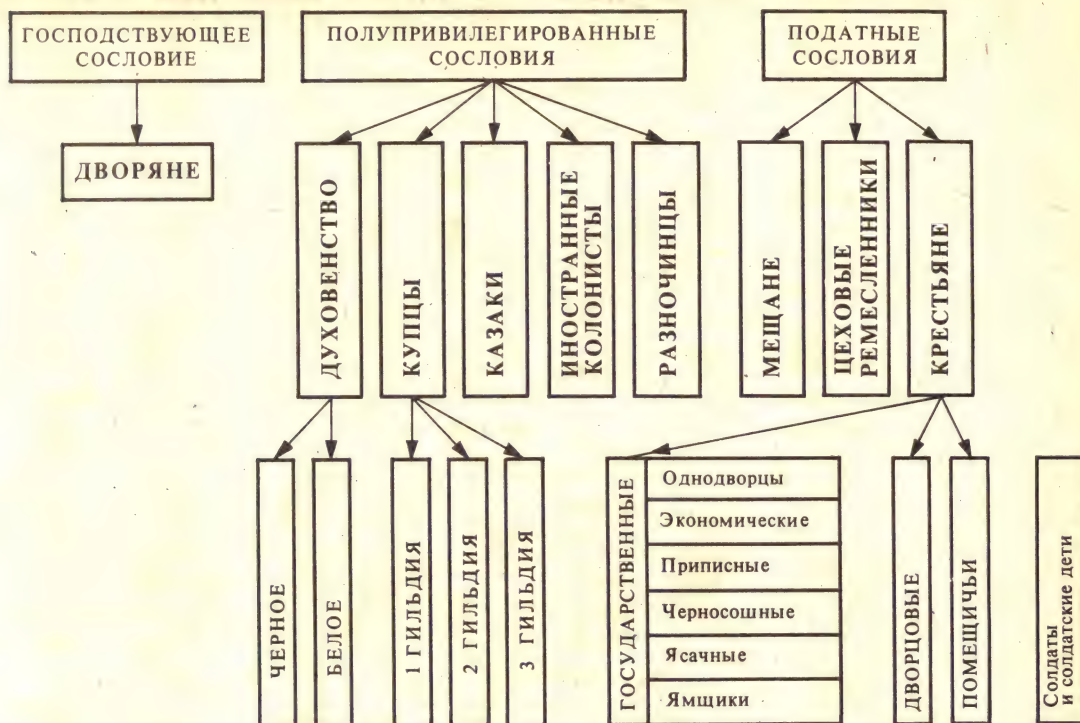 ГОСПОДСТВУЮЩЕЕ
СОСЛОВИЕ
ПОЛУПРИВИЛЕГИРОВАННЫЕ
СОСЛОВИЯ
ПОДАТНЫЕ
СОСЛОВИЯ
ДВОРЯНЕ
ДУХОВЕНСТВО
КУПЦЫ
КАЗАКИ
ИНОСТРАННЫЕ
КОЛОНИСТЫ
РАЗНОЧИНЦЫ
МЕЩАНЕ
ЦЕХОВЫЕ
РЕМЕСЛЕННИКИ
КРЕСТЬЯНЕ
ЧЕРНОЕ
БЕЛОЕ
1 ГИЛЬДИЯ
2 ГИЛЬДИЯ
3 ГИЛЬДИЯ
ГОСУДАРСТВЕННЫЕ
Однодворцы
Экономические
Приписные
Черносошные
Ясачные
Ямщики
ДВОРЦОВЫЕ
ПОМЕЩИЧЬИ
Солдаты
и солдатские дети